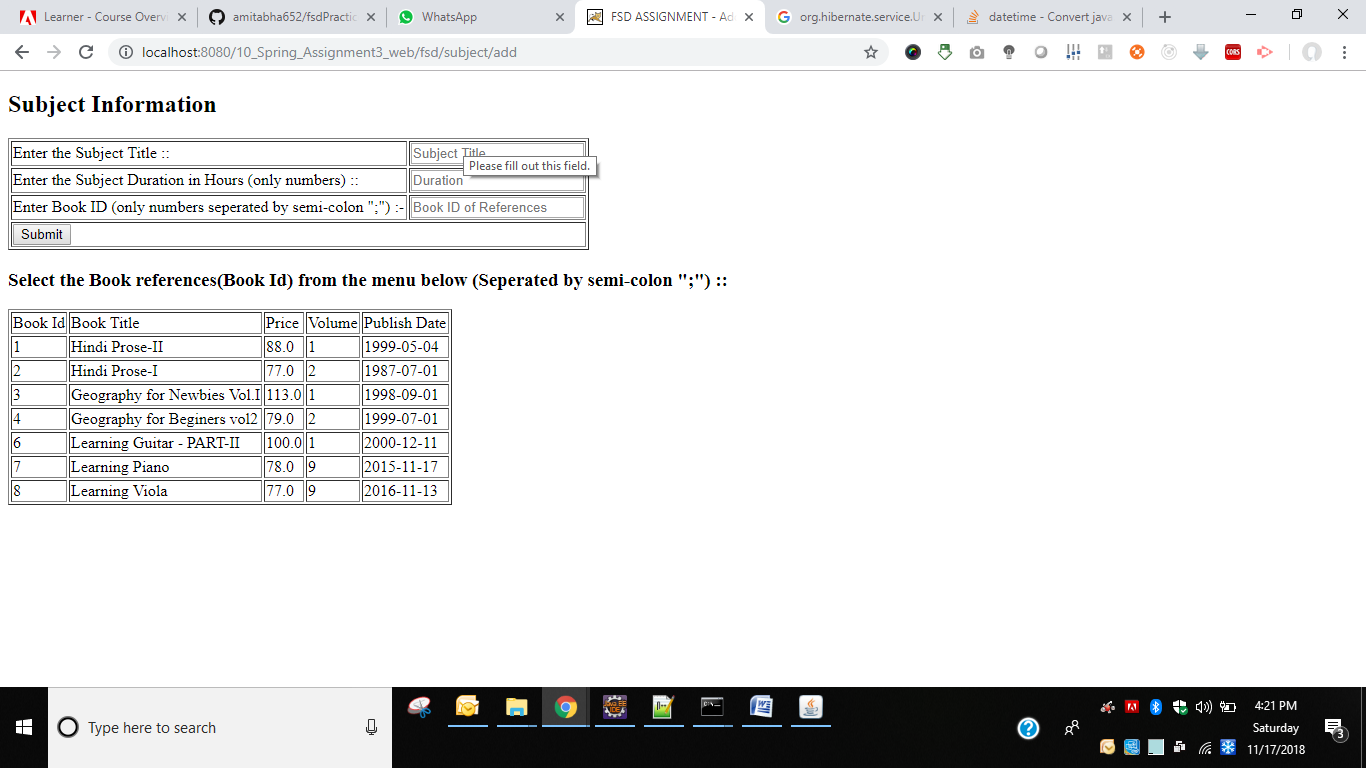 Learner - Course Overv
amitabha652/fsdPractic
WhatsApp
FSD ASSIGNMENT - Ad
org.hibernate.service.Un
datetime - Convert java
localhost:8080/10_Spring_Assignment3_web/fsd/subject/add
CORS
Subject Information
Enter the Subject Title :: Subject Title
Please fill out this field.
Enter the Subject Duration in Hours (only numbers) :: Duration
Enter Book ID (only numbers seperated by semi-colon ";") :- Book ID of References
Submit
Select the Book references(Book Id) from the menu below (Seperated by semi-colon ";") ::
Book Id Book Title Price Volume Publish Date
1 Hindi Prose-II 88.0 1 1999-05-04
2 Hindi Prose-I 77.0 2 1987-07-01
3 Geography for Newbies Vol.I 113.0 1 1998-09-01
4 Geography for Beginers vol2 79.0 2 1999-07-01
6 Learning Guitar - PART-II 100.0 1 2000-12-11
7 Learning Piano 78.0 9 2015-11-17
8 Learning Viola 77.0 9 2016-11-13
Type here to search
4:21 PM
Saturday
11/17/2018
3